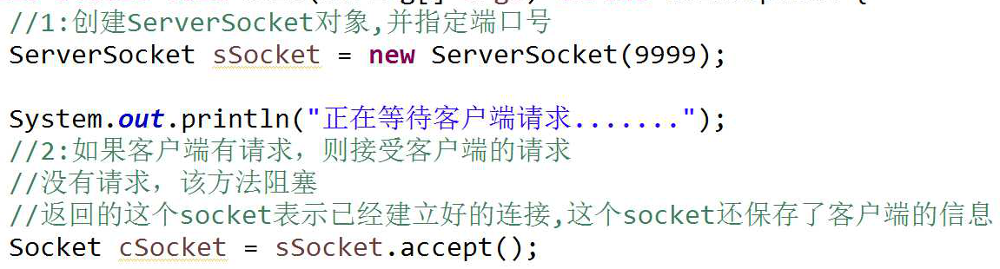 //1:创建ServerSocket对象,并指定端口号
ServerSocket sSocket = new ServerSocket(9999);
System.out.println("正在等待客户端请求.......");
//2:如果客户端有请求，则接受客户端的请求
//没有请求，该方法阻塞
//返回的这个socket表示已经建立好的连接,这个socket还保存了客户端的信息
Socket cSocket = sSocket.accept();